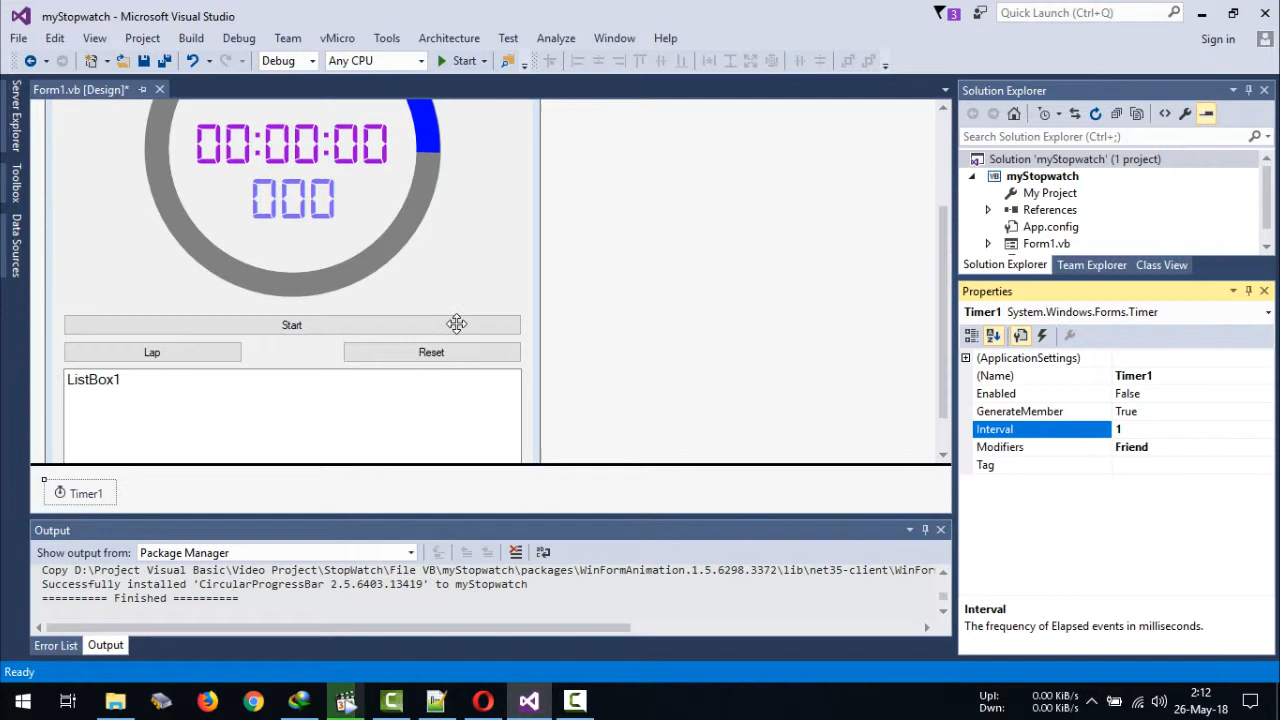 myStopwatch - Microsoft Visual Studio
3
Quick Launch (Ctrl+Q)
File Edit View Project Build Debug Team vMicro Tools Architecture Test Analyze Window Help
Sign in
Debug Any CPU Start
Server Explorer
Toolbox
Data Sources
Form1.vb [Design]*
00:00:00
000
Start
Lap Reset
ListBox1
Timer1
Output
Show output from: Package Manager
Copy D:\Project Visual Basic\Video Project\StopWatch\File VB\myStopwatch\packages\WinFormAnimation.1.5.6298.3372\lib\net35-client\WinForm
Successfully installed 'CircularProgressBar 2.5.6403.13419' to myStopwatch
========== Finished ==========
Error List Output
Solution Explorer
Search Solution Explorer (Ctrl+;)
Solution 'myStopwatch' (1 project)
VB myStopwatch
My Project
References
App.config
Form1.vb
Solution Explorer Team Explorer Class View
Properties
Timer1 System.Windows.Forms.Timer
(ApplicationSettings)
(Name) Timer1
Enabled False
GenerateMember True
Interval 1
Modifiers Friend
Tag
Interval
The frequency of Elapsed events in milliseconds.
Ready
Upl: 0.00 KiB/s
Dwn: 0.00 KiB/s
2:12
26-May-18